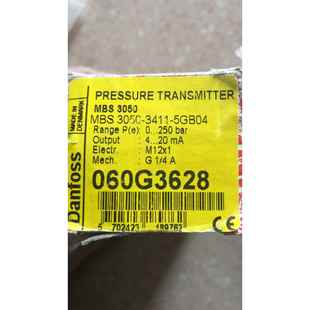 MADE IN
DENMARK
Danfoss
PRESSURE TRANSMITTER
MBS 3050
MBS 3050-3411-5GB04
Range P(e): 0...250 bar
Output : 4...20 mA
Electr. : M12x1
Mech. : G 1/4 A
060G3628
CE
5 702423 189762